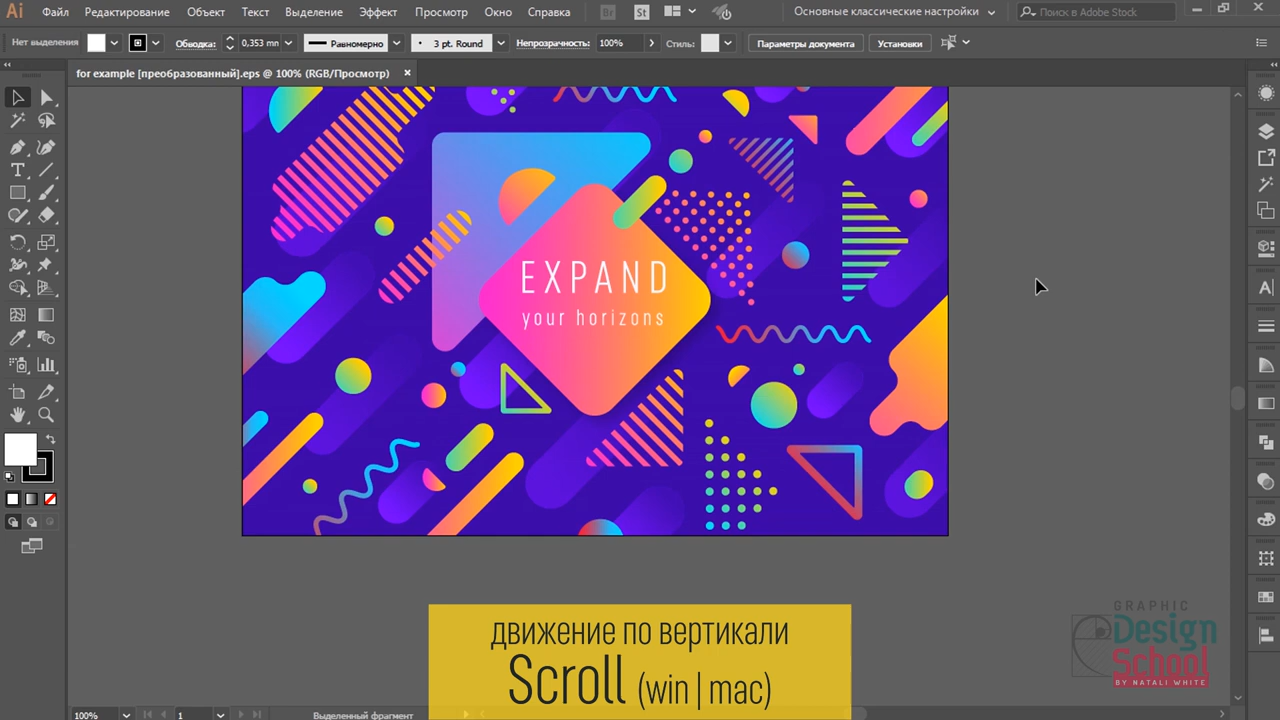 Ai Файл Редактирование Объект Текст Выделение Эффект Просмотр Окно Справка Br St Основные классические настройки Поиск в Adobe Stock
Нет выделения Обводка: 0,353 mm Равномерно 3 pt. Round Непрозрачность: 100% Стиль: Параметры документа Установки
for example [преобразованный].eps @ 100% (RGB/Просмотр) ×
EXPAND
your horizons
движение по вертикали
Scroll (win | mac)
GRAPHIC
Design
School
BY NATALI WHITE
100% 1 Выделенный фрагмент